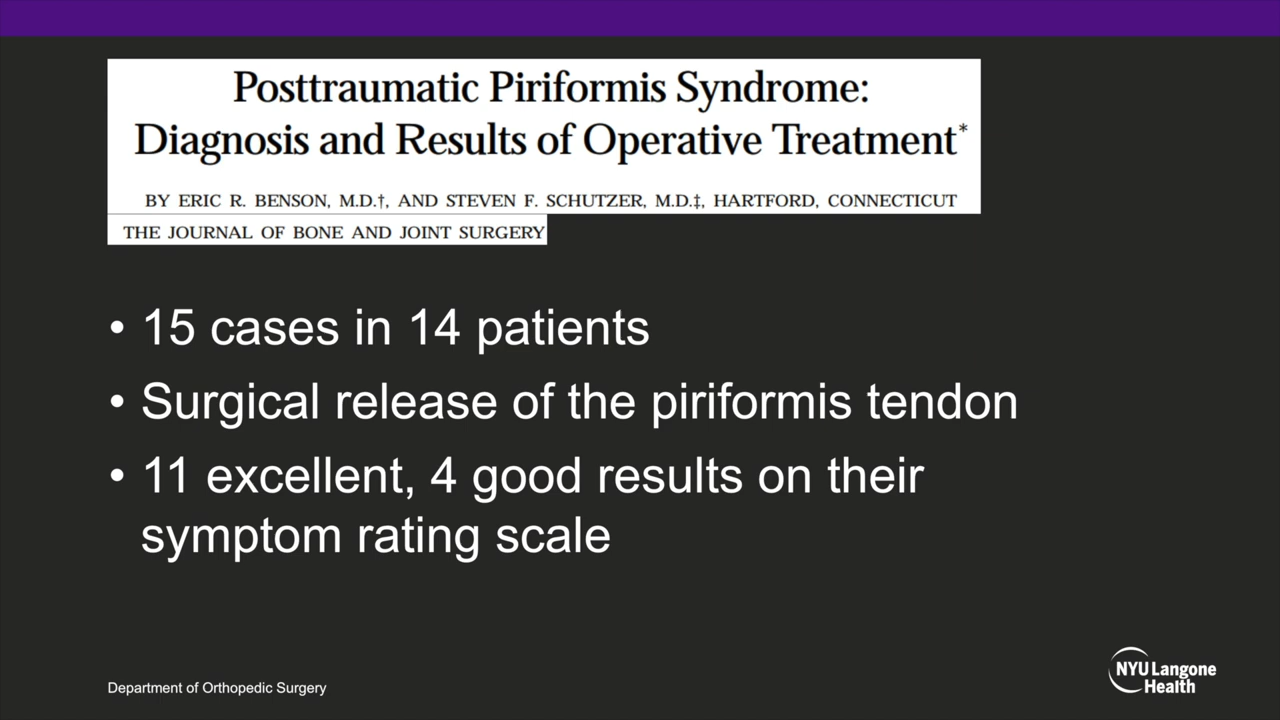 Posttraumatic Piriformis Syndrome:
Diagnosis and Results of Operative Treatment*
BY ERIC R. BENSON, M.D.†, AND STEVEN F. SCHUTZER, M.D.‡, HARTFORD, CONNECTICUT
THE JOURNAL OF BONE AND JOINT SURGERY
• 15 cases in 14 patients
• Surgical release of the piriformis tendon
• 11 excellent, 4 good results on their
symptom rating scale
Department of Orthopedic Surgery
NYU Langone
Health